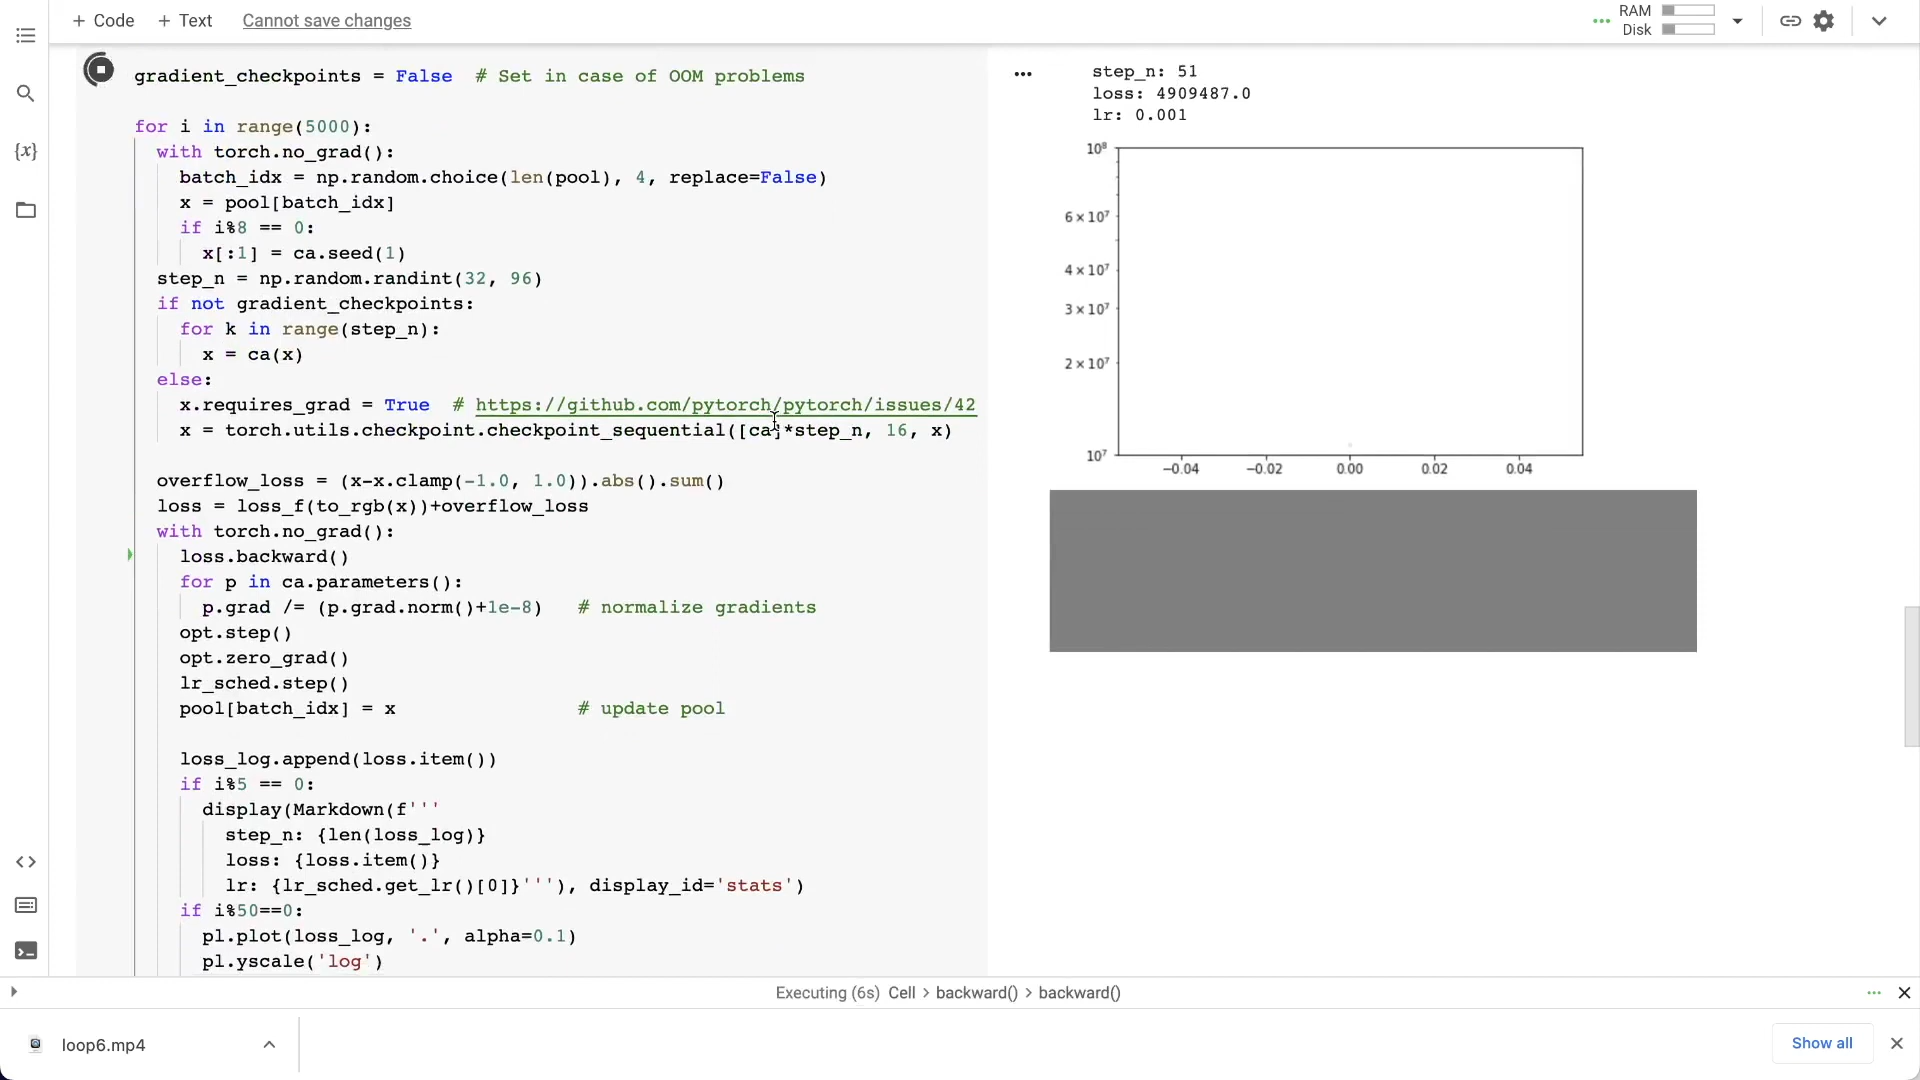 + Code + Text Cannot save changes
RAM
Disk
gradient_checkpoints = False # Set in case of OOM problems
for i in range(5000):
with torch.no_grad():
batch_idx = np.random.choice(len(pool), 4, replace=False)
x = pool[batch_idx]
if i%8 == 0:
x[:1] = ca.seed(1)
step_n = np.random.randint(32, 96)
if not gradient_checkpoints:
for k in range(step_n):
x = ca(x)
else:
x.requires_grad = True # https://github.com/pytorch/pytorch/issues/42
x = torch.utils.checkpoint.checkpoint_sequential([ca]*step_n, 16, x)
overflow_loss = (x-x.clamp(-1.0, 1.0)).abs().sum()
loss = loss_f(to_rgb(x))+overflow_loss
with torch.no_grad():
loss.backward()
for p in ca.parameters():
p.grad /= (p.grad.norm()+1e-8) # normalize gradients
opt.step()
opt.zero_grad()
lr_sched.step()
pool[batch_idx] = x # update pool
loss_log.append(loss.item())
if i%5 == 0:
display(Markdown(f'''
step_n: {len(loss_log)}
loss: {loss.item()}
lr: {lr_sched.get_lr()[0]}'''), display_id='stats')
if i%50==0:
pl.plot(loss_log, '.', alpha=0.1)
pl.yscale('log')
step_n: 51
loss: 4909487.0
lr: 0.001
10⁸
6 × 10⁷
4 × 10⁷
3 × 10⁷
2 × 10⁷
10⁷
−0.04 −0.02 0.00 0.02 0.04
{x}
Executing (6s) Cell > backward() > backward()
loop6.mp4
Show all